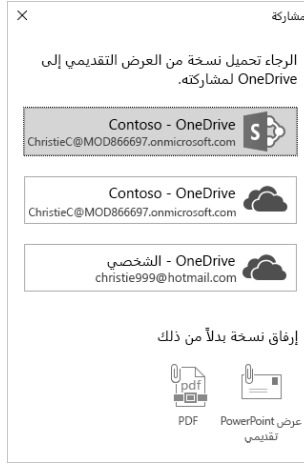 مشاركة
الرجاء تحميل نسخة من العرض التقديمي إلى
OneDrive لمشاركته.
Contoso - OneDrive
ChristieC@MOD866697.onmicrosoft.com
Contoso - OneDrive
ChristieC@MOD866697.onmicrosoft.com
OneDrive - الشخصي
christie999@hotmail.com
إرفاق نسخة بدلاً من ذلك
pdf
عرض PowerPoint
تقديمي
PDF